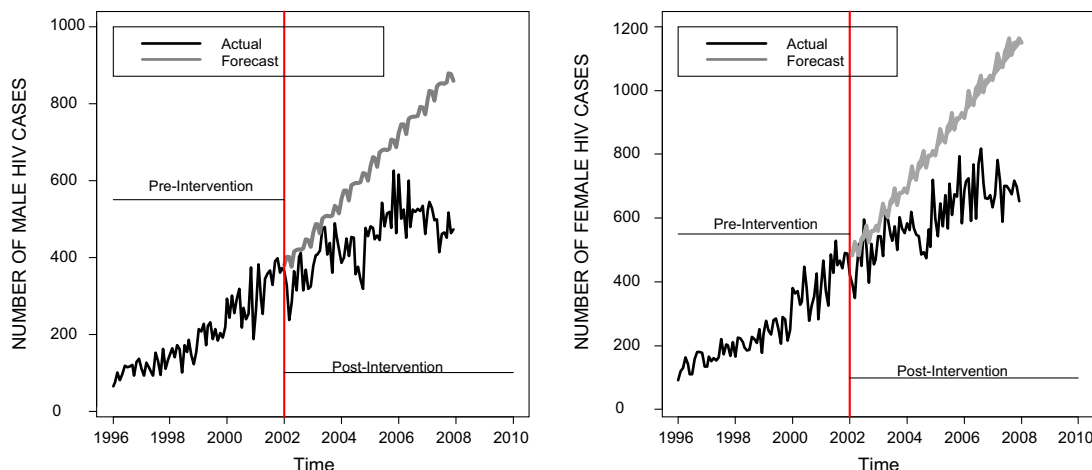 NUMBER OF MALE HIV CASES
1000
800
600
400
200
0
Actual
Forecast
Pre-Intervention
Post-Intervention
1996 1998 2000 2002 2004 2006 2008 2010
Time
NUMBER OF FEMALE HIV CASES
1200
1000
800
600
400
200
0
Actual
Forecast
Pre-Intervention
Post-Intervention
1996 1998 2000 2002 2004 2006 2008 2010
Time